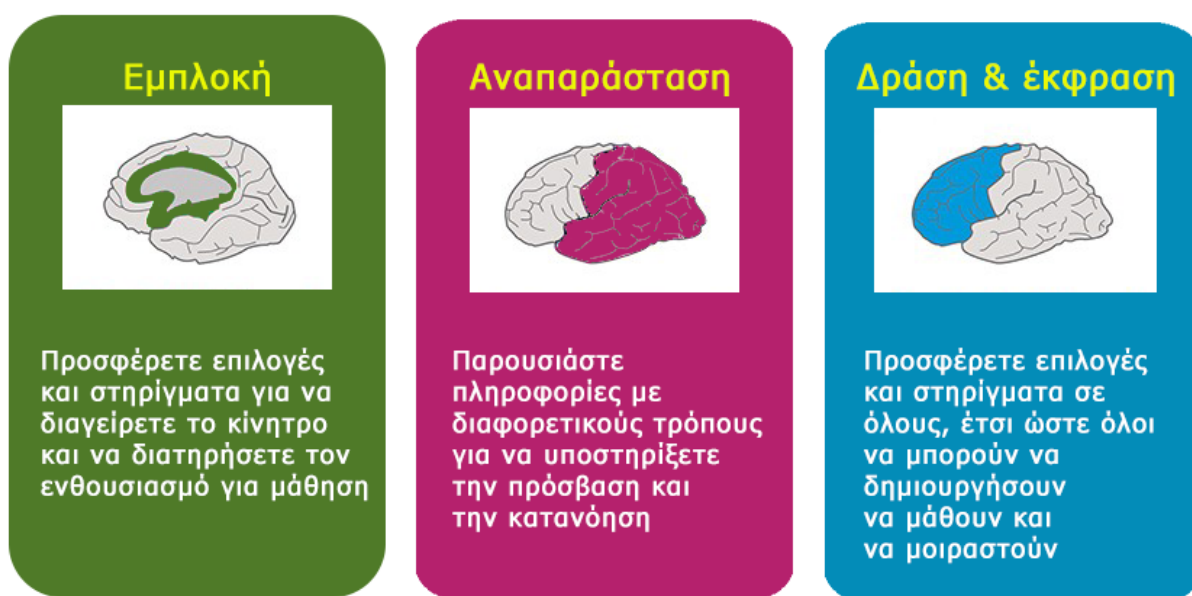 Εμπλοκή
Προσφέρετε επιλογές
και στηρίγματα για να
διαγείρετε το κίνητρο
και να διατηρήσετε τον
ενθουσιασμό για μάθηση
Αναπαράσταση
Παρουσιάστε
πληροφορίες με
διαφορετικούς τρόπους
για να υποστηρίξετε
την πρόσβαση και
την κατανόηση
Δράση & έκφραση
Προσφέρετε επιλογές
και στηρίγματα σε
όλους, έτσι ώστε όλοι
να μπορούν να
δημιουργήσουν
να μάθουν και
να μοιραστούν